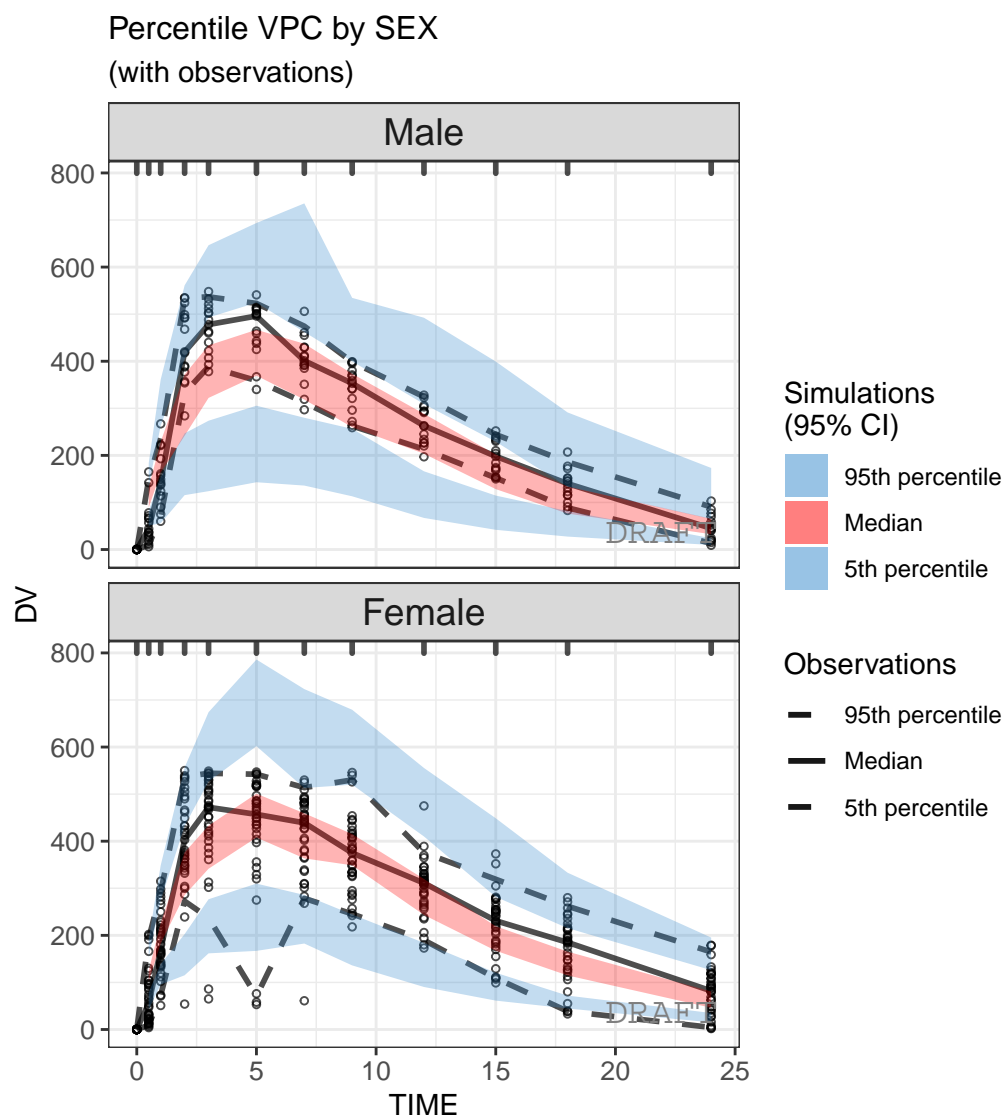 Percentile VPC by SEX
(with observations)
Male
800
600
400
200
0
DRAFT
Female
800
600
400
200
0
DRAFT
0 5 10 15 20 25
TIME
DV
Simulations
(95% CI)
95th percentile
Median
5th percentile
Observations
95th percentile
Median
5th percentile